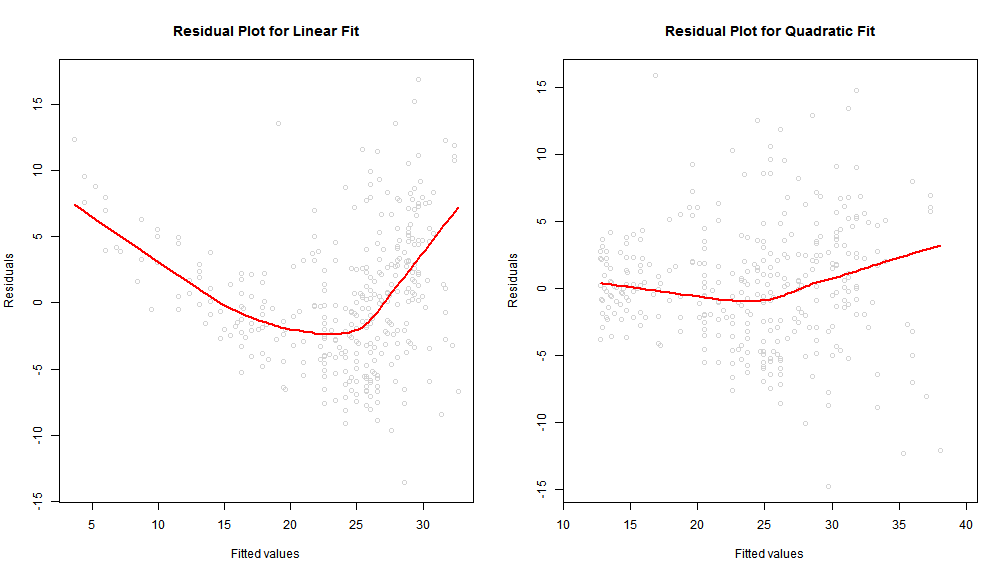 Residual Plot for Linear Fit
Residuals
15
10
5
0
-5
-10
-15
5 10 15 20 25 30
Fitted values
Residual Plot for Quadratic Fit
Residuals
15
10
5
0
-5
-10
-15
10 15 20 25 30 35 40
Fitted values